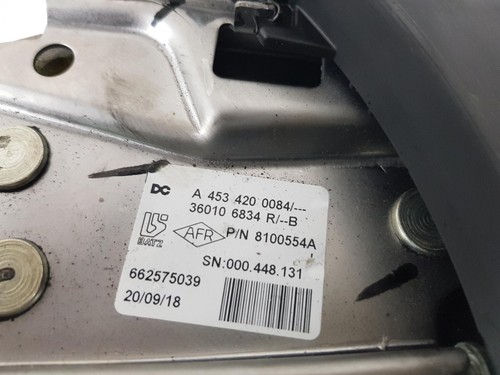 DC A 453 420 0084/---
36010 6834 R/--B
BATZ AFR P/N 8100554A
SN:000.448.131
662575039
20/09/18